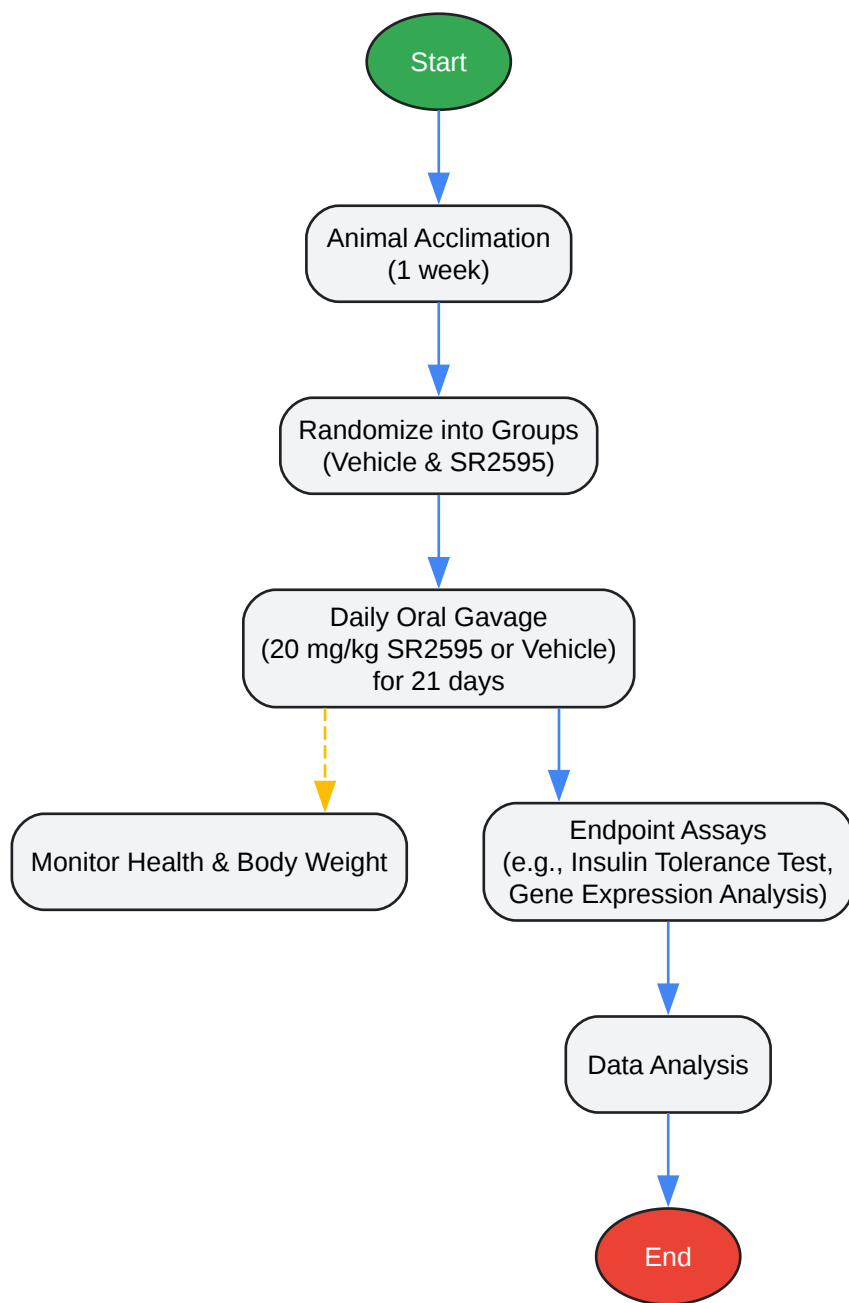 Start
Animal Acclimation
(1 week)
Randomize into Groups
(Vehicle & SR2595)
Daily Oral Gavage
(20 mg/kg SR2595 or Vehicle)
for 21 days
Monitor Health & Body Weight
Endpoint Assays
(e.g., Insulin Tolerance Test,
Gene Expression Analysis)
Data Analysis
End